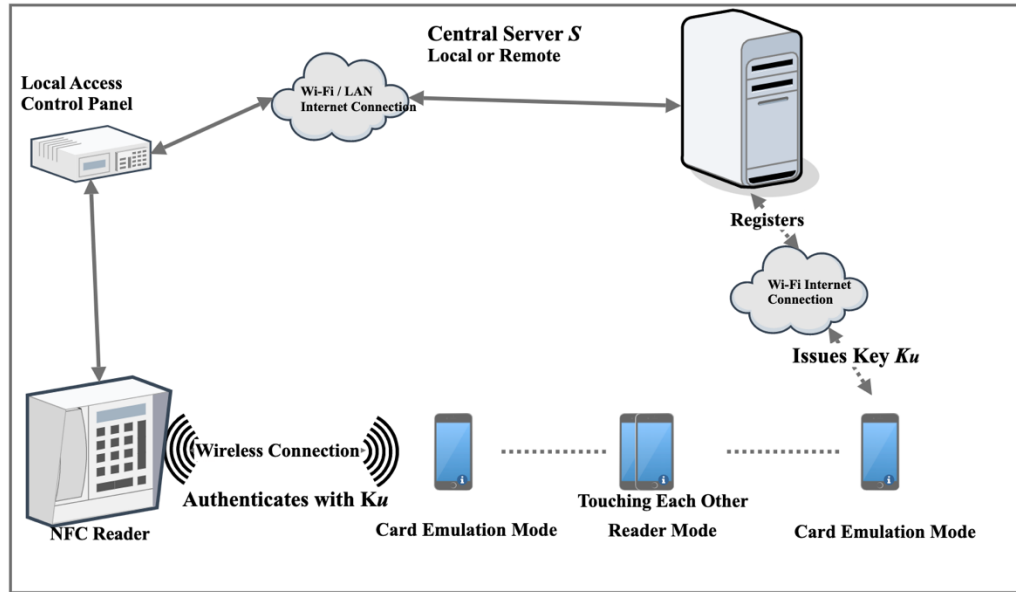 Central Server S
Local or Remote
Local Access
Control Panel
Wi-Fi / LAN
Internet Connection
Registers
Wi-Fi Internet
Connection
Issues Key Ku
Wireless Connection
Authenticates with Ku
NFC Reader
Card Emulation Mode
Touching Each Other
Reader Mode
Card Emulation Mode